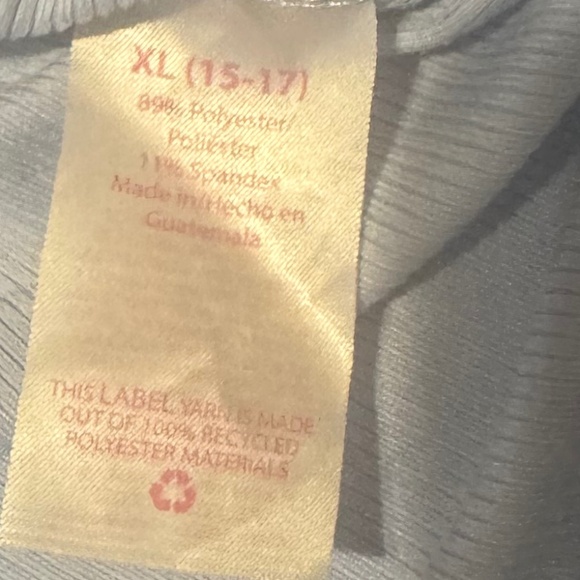 XL (15-17)
89% Polyester/
Poliéster
11% Spandex
Made in/Hecho en
Guatemala
THIS LABEL YARN IS MADE
OUT OF 100% RECYCLED
POLYESTER MATERIALS